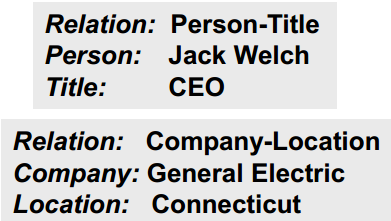 Relation: Person-Title
Person: Jack Welch
Title: CEO
Relation: Company-Location
Company: General Electric
Location: Connecticut